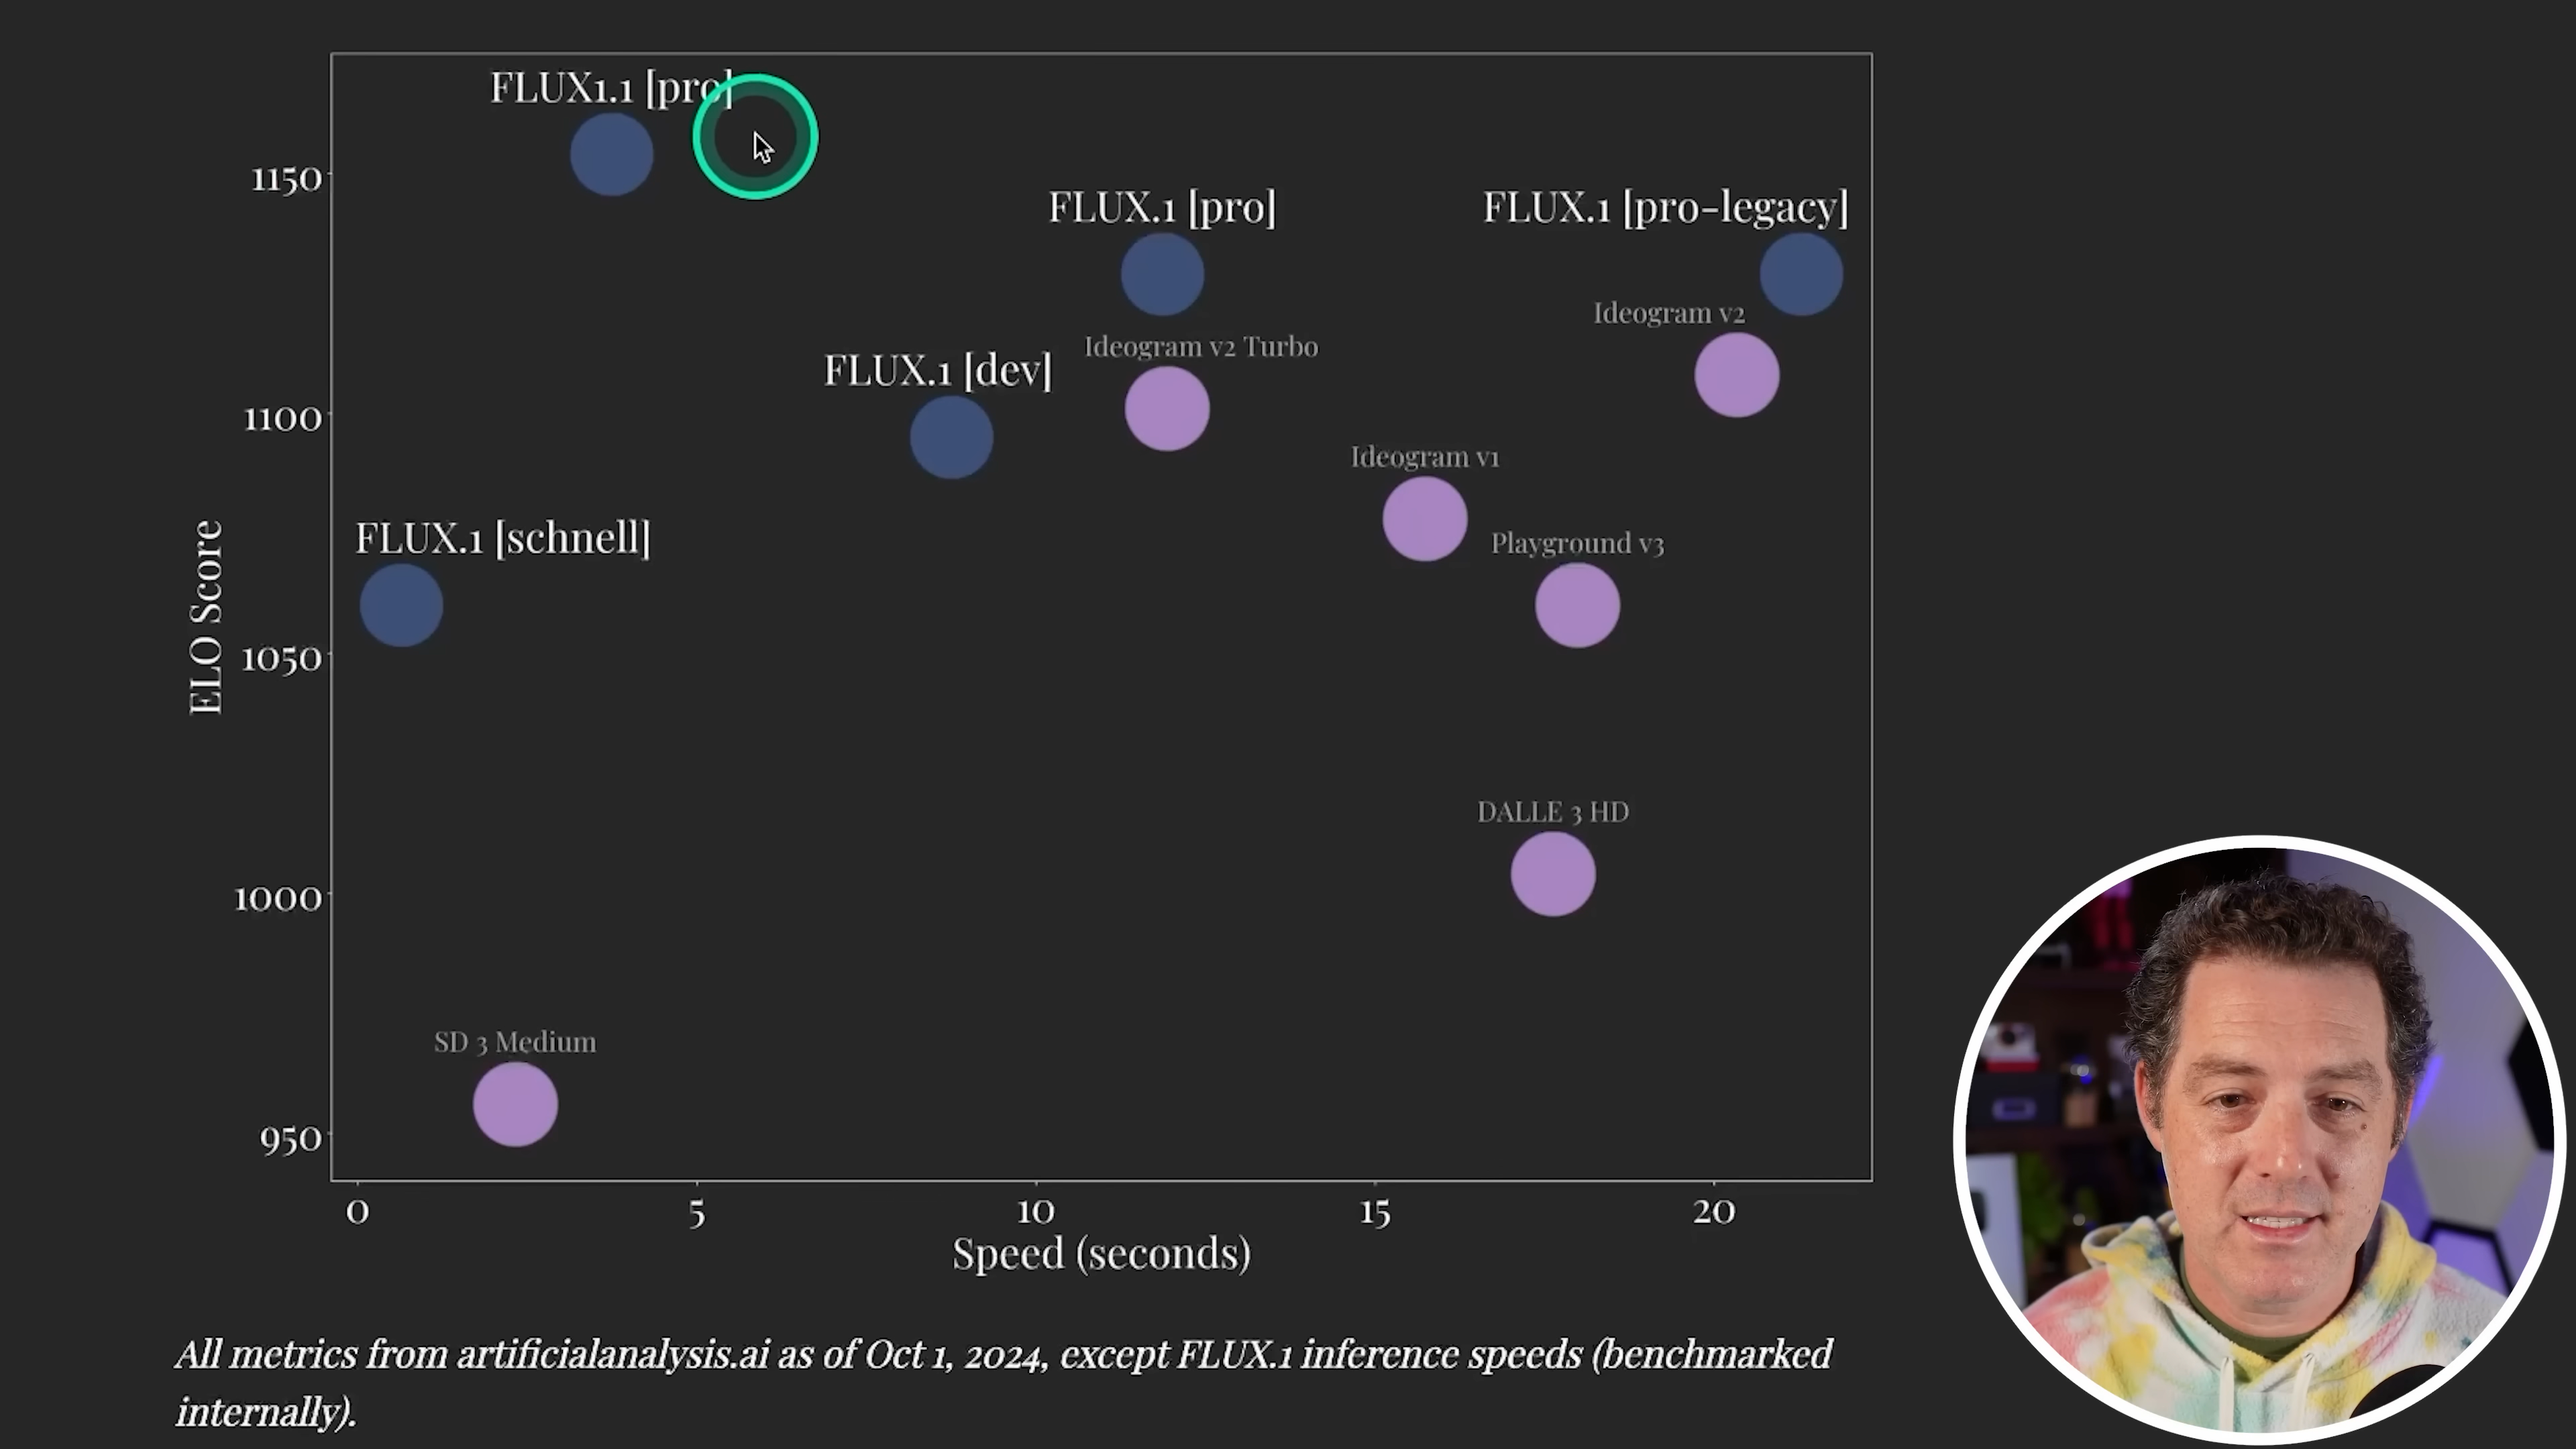 FLUX1.1 [pro]
1150
FLUX.1 [pro]
FLUX.1 [pro-legacy]
Ideogram v2
Ideogram v2 Turbo
FLUX.1 [dev]
1100
Ideogram v1
FLUX.1 [schnell]
Playground v3
ELO Score
1050
DALLE 3 HD
1000
SD 3 Medium
950
0 5 10 15 20
Speed (seconds)
All metrics from artificialanalysis.ai as of Oct 1, 2024, except FLUX.1 inference speeds (benchmarked
internally).